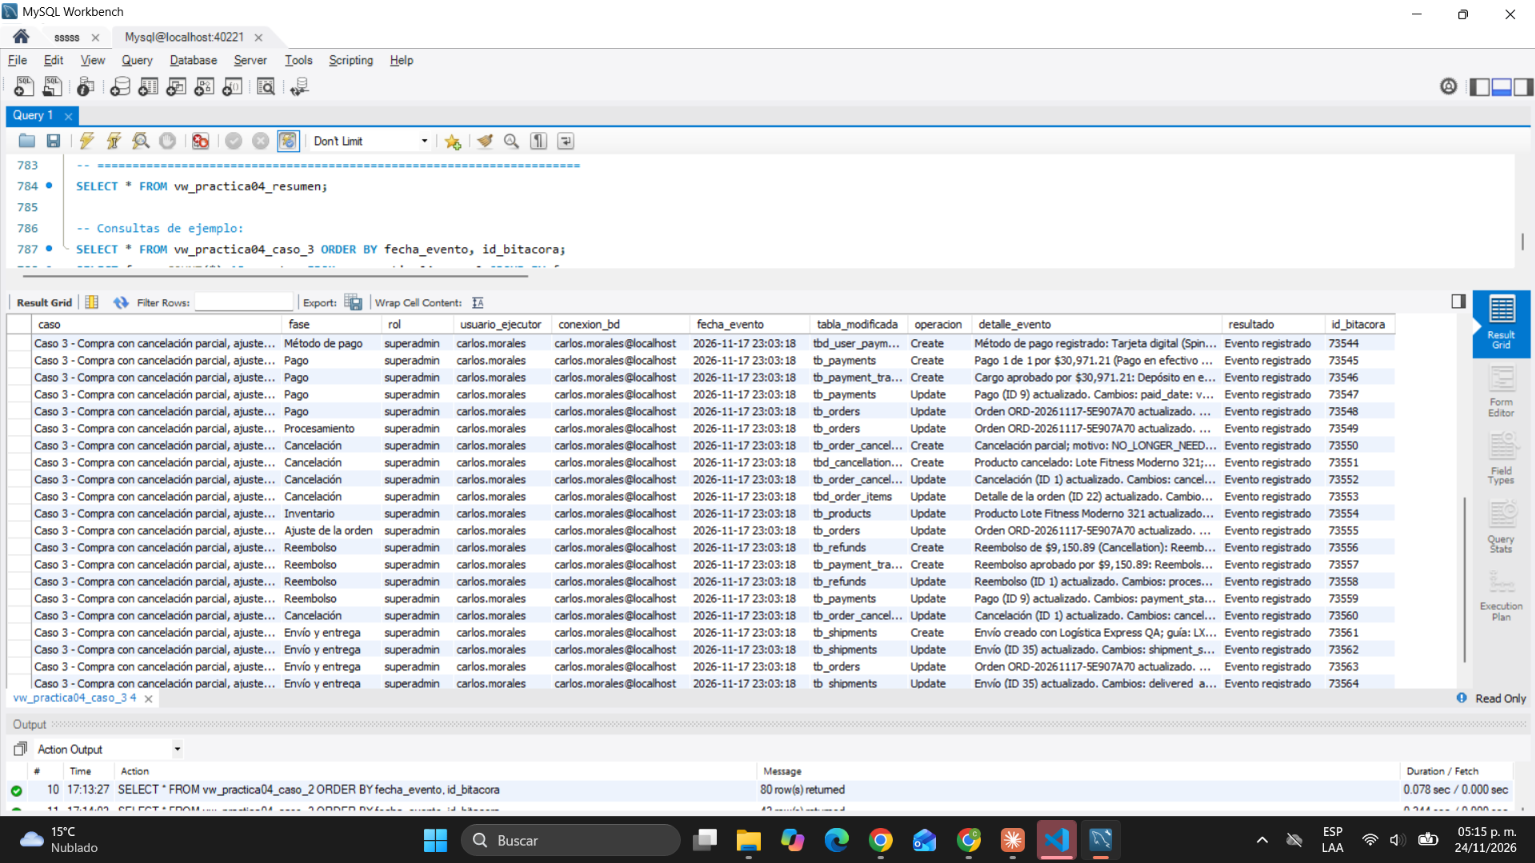 MySQL Workbench
sssss Mysql@localhost:40221
File Edit View Query Database Server Tools Scripting Help
Query 1
Don't Limit
783 -- =====================================================================
784 SELECT * FROM vw_practica04_resumen;
785
786 -- Consultas de ejemplo:
787 SELECT * FROM vw_practica04_caso_3 ORDER BY fecha_evento, id_bitacora;
Result Grid Filter Rows: Export: Wrap Cell Content:
caso fase rol usuario_ejecutor conexion_bd fecha_evento tabla_modificada operacion detalle_evento resultado id_bitacora
Caso 3 - Compra con cancelación parcial, ajuste... Método de pago superadmin carlos.morales carlos.morales@localhost 2026-11-17 23:03:18 tbd_user_paym... Create Método de pago registrado: Tarjeta digital (Spin... Evento registrado 73544
Caso 3 - Compra con cancelación parcial, ajuste... Pago superadmin carlos.morales carlos.morales@localhost 2026-11-17 23:03:18 tb_payments Create Pago 1 de 1 por $30,971.21 (Pago en efectivo ... Evento registrado 73545
Caso 3 - Compra con cancelación parcial, ajuste... Pago superadmin carlos.morales carlos.morales@localhost 2026-11-17 23:03:18 tb_payment_tra... Create Cargo aprobado por $30,971.21: Depósito en e... Evento registrado 73546
Caso 3 - Compra con cancelación parcial, ajuste... Pago superadmin carlos.morales carlos.morales@localhost 2026-11-17 23:03:18 tb_payments Update Pago (ID 9) actualizado. Cambios: paid_date: v... Evento registrado 73547
Caso 3 - Compra con cancelación parcial, ajuste... Pago superadmin carlos.morales carlos.morales@localhost 2026-11-17 23:03:18 tb_orders Update Orden ORD-20261117-5E907A70 actualizado. ... Evento registrado 73548
Caso 3 - Compra con cancelación parcial, ajuste... Procesamiento superadmin carlos.morales carlos.morales@localhost 2026-11-17 23:03:18 tb_orders Update Orden ORD-20261117-5E907A70 actualizado. ... Evento registrado 73549
Caso 3 - Compra con cancelación parcial, ajuste... Cancelación superadmin carlos.morales carlos.morales@localhost 2026-11-17 23:03:18 tb_order_cancel... Create Cancelación parcial; motivo: NO_LONGER_NEED... Evento registrado 73550
Caso 3 - Compra con cancelación parcial, ajuste... Cancelación superadmin carlos.morales carlos.morales@localhost 2026-11-17 23:03:18 tbd_cancellation... Create Producto cancelado: Lote Fitness Moderno 321;... Evento registrado 73551
Caso 3 - Compra con cancelación parcial, ajuste... Cancelación superadmin carlos.morales carlos.morales@localhost 2026-11-17 23:03:18 tb_order_cancel... Update Cancelación (ID 1) actualizado. Cambios: cancel... Evento registrado 73552
Caso 3 - Compra con cancelación parcial, ajuste... Cancelación superadmin carlos.morales carlos.morales@localhost 2026-11-17 23:03:18 tbd_order_items Update Detalle de la orden (ID 22) actualizado. Cambio... Evento registrado 73553
Caso 3 - Compra con cancelación parcial, ajuste... Inventario superadmin carlos.morales carlos.morales@localhost 2026-11-17 23:03:18 tb_products Update Producto Lote Fitness Moderno 321 actualizado.... Evento registrado 73554
Caso 3 - Compra con cancelación parcial, ajuste... Ajuste de la orden superadmin carlos.morales carlos.morales@localhost 2026-11-17 23:03:18 tb_orders Update Orden ORD-20261117-5E907A70 actualizado. ... Evento registrado 73555
Caso 3 - Compra con cancelación parcial, ajuste... Reembolso superadmin carlos.morales carlos.morales@localhost 2026-11-17 23:03:18 tb_refunds Create Reembolso de $9,150.89 (Cancellation): Reemb... Evento registrado 73556
Caso 3 - Compra con cancelación parcial, ajuste... Reembolso superadmin carlos.morales carlos.morales@localhost 2026-11-17 23:03:18 tb_payment_tra... Create Reembolso aprobado por $9,150.89: Reembols... Evento registrado 73557
Caso 3 - Compra con cancelación parcial, ajuste... Reembolso superadmin carlos.morales carlos.morales@localhost 2026-11-17 23:03:18 tb_refunds Update Reembolso (ID 1) actualizado. Cambios: proces... Evento registrado 73558
Caso 3 - Compra con cancelación parcial, ajuste... Reembolso superadmin carlos.morales carlos.morales@localhost 2026-11-17 23:03:18 tb_payments Update Pago (ID 9) actualizado. Cambios: payment_sta... Evento registrado 73559
Caso 3 - Compra con cancelación parcial, ajuste... Cancelación superadmin carlos.morales carlos.morales@localhost 2026-11-17 23:03:18 tb_order_cancel... Update Cancelación (ID 1) actualizado. Cambios: cancel... Evento registrado 73560
Caso 3 - Compra con cancelación parcial, ajuste... Envío y entrega superadmin carlos.morales carlos.morales@localhost 2026-11-17 23:03:18 tb_shipments Create Envío creado con Logística Express QA; guía: LX... Evento registrado 73561
Caso 3 - Compra con cancelación parcial, ajuste... Envío y entrega superadmin carlos.morales carlos.morales@localhost 2026-11-17 23:03:18 tb_shipments Update Envío (ID 35) actualizado. Cambios: shipment_s... Evento registrado 73562
Caso 3 - Compra con cancelación parcial, ajuste... Envío y entrega superadmin carlos.morales carlos.morales@localhost 2026-11-17 23:03:18 tb_orders Update Orden ORD-20261117-5E907A70 actualizado. ... Evento registrado 73563
Caso 3 - Compra con cancelación parcial, ajuste... Envío y entrega superadmin carlos.morales carlos.morales@localhost 2026-11-17 23:03:18 tb_shipments Update Envío (ID 35) actualizado. Cambios: delivered_a... Evento registrado 73564
Result Grid
Form Editor
Field Types
Query Stats
Execution Plan
vw_practica04_caso_3 4 Read Only
Output
Action Output
# Time Action Message Duration / Fetch
10 17:13:27 SELECT * FROM vw_practica04_caso_2 ORDER BY fecha_evento, id_bitacora 80 row(s) returned 0.078 sec / 0.000 sec
15°C
Nublado
Buscar
ESP
LAA
05:15 p. m.
24/11/2026